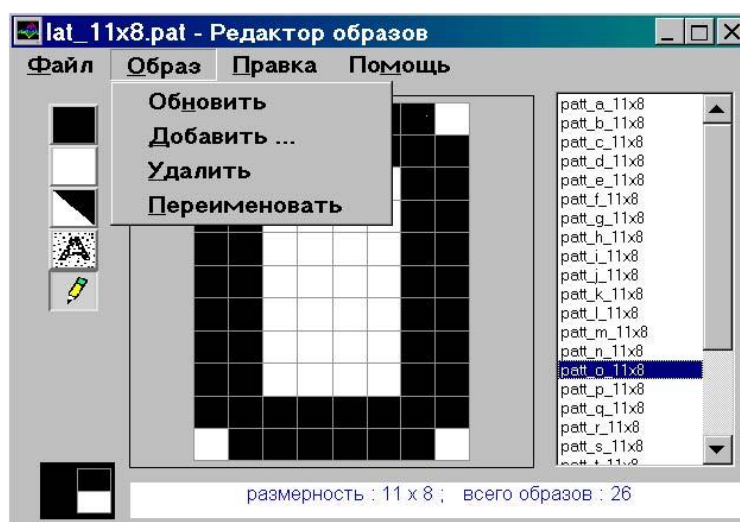 lat_11x8.pat - Редактор образов
Файл Образ Правка Помощь
Обновить
Добавить ...
Удалить
Переименовать
patt_a_11x8
patt_b_11x8
patt_c_11x8
patt_d_11x8
patt_e_11x8
patt_f_11x8
patt_g_11x8
patt_h_11x8
patt_i_11x8
patt_j_11x8
patt_k_11x8
patt_l_11x8
patt_m_11x8
patt_n_11x8
patt_o_11x8
patt_p_11x8
patt_q_11x8
patt_r_11x8
patt_s_11x8
patt_t_11x8
размерность : 11 x 8 ; всего образов : 26